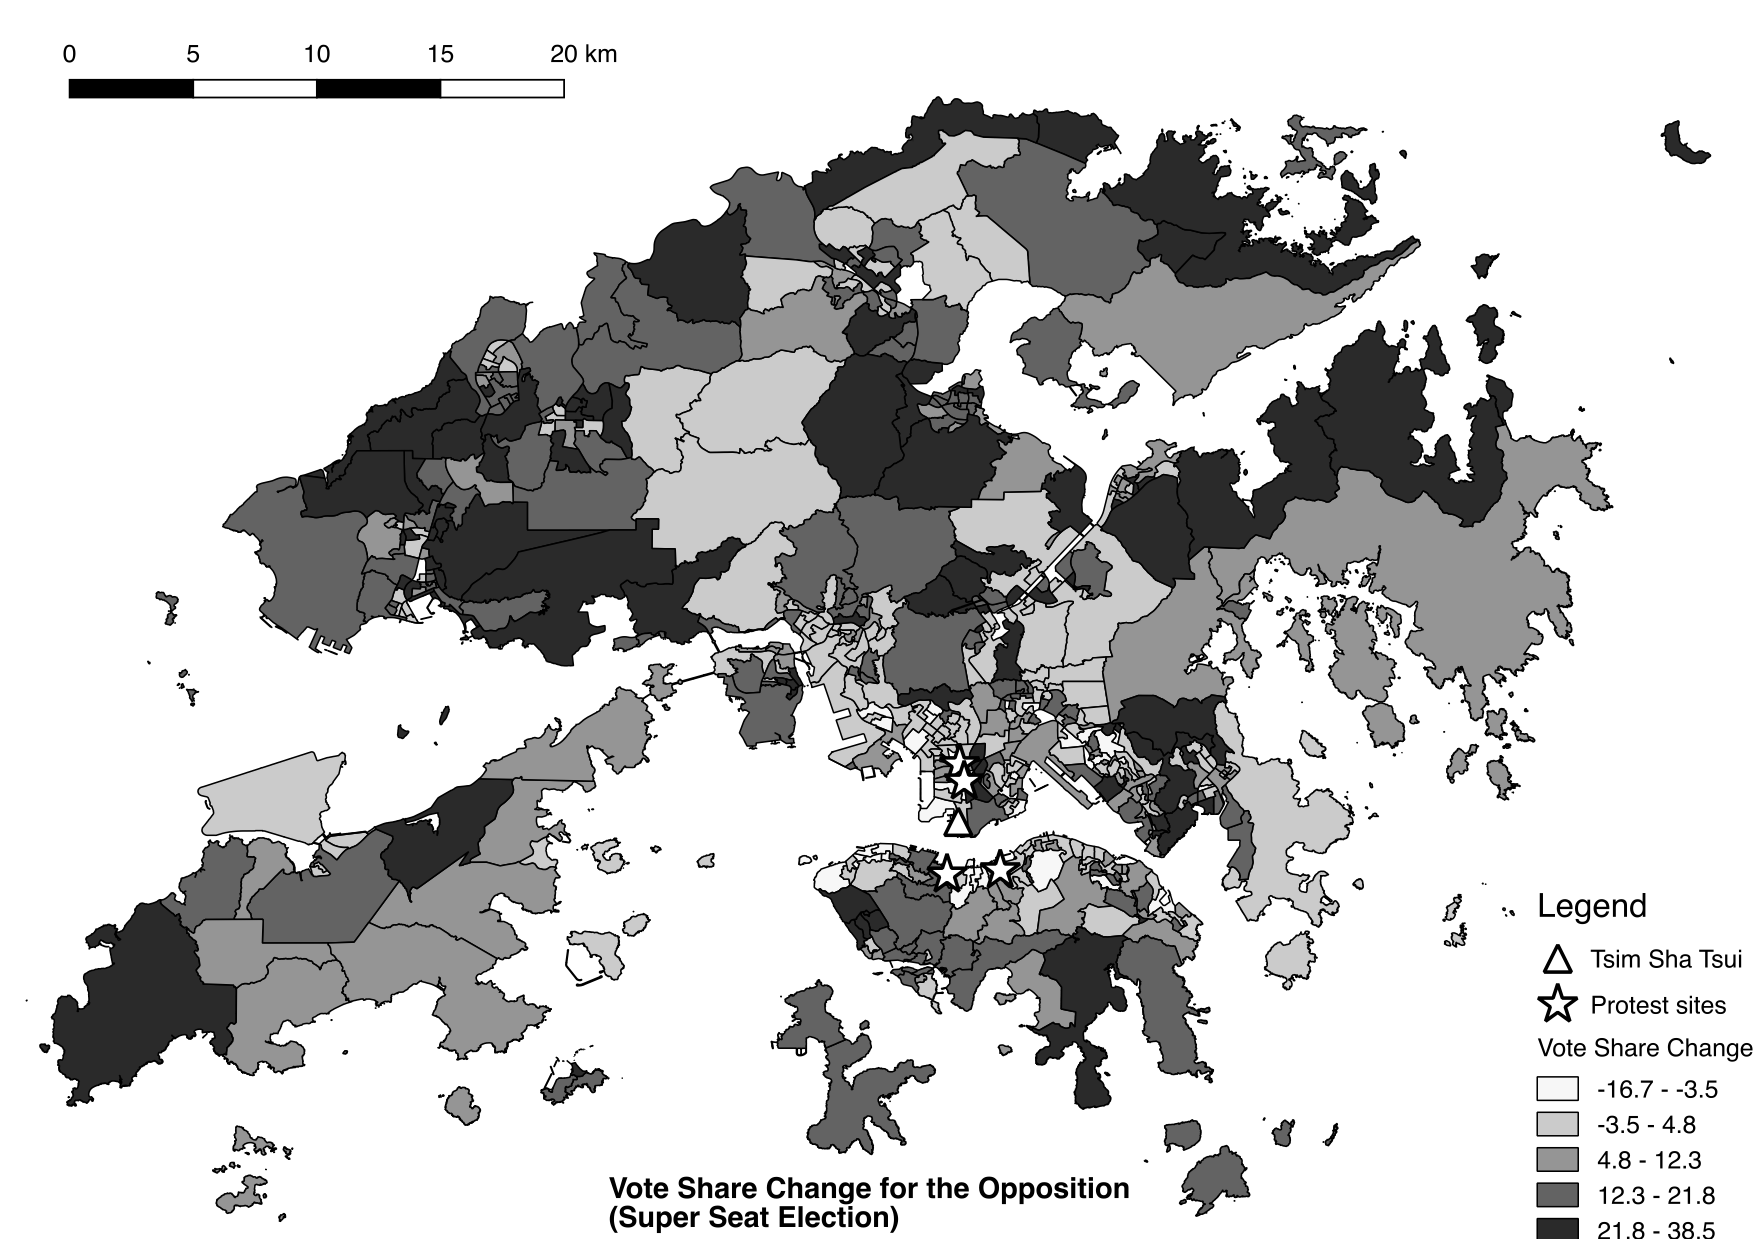 0 5 10 15 20 km
Legend
Tsim Sha Tsui
Protest sites
Vote Share Change
-16.7 - -3.5
-3.5 - 4.8
4.8 - 12.3
12.3 - 21.8
21.8 - 38.5
Vote Share Change for the Opposition
(Super Seat Election)